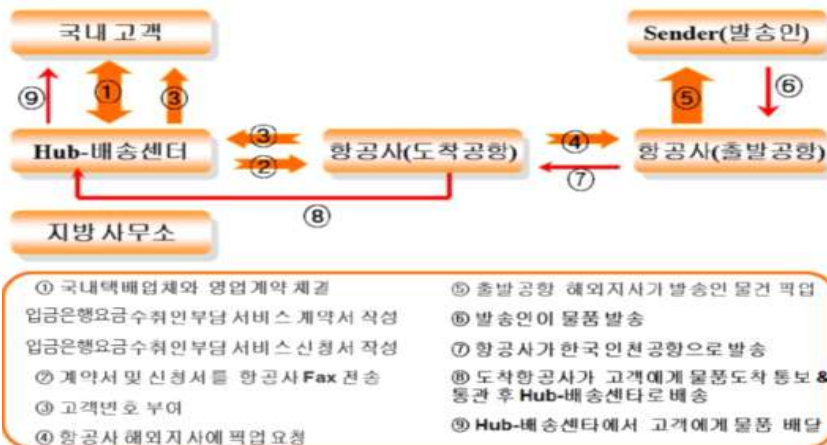 국내 고객
Sender(발송인)
⑨
①
③
⑤
⑥
Hub-배송센터
③
②
항공사(도착공항)
④
⑦
항공사(출발공항)
⑧
지방 사무소
① 국내택배업체와 영업계약 체결
입금은행요금수취인부담 서비스 계약서 작성
입금은행요금수취인부담 서비스 신청서 작성
② 계약서 및 신청서를 항공사 Fax 전송
③ 고객번호 부여
④ 항공사 해외지사에 픽업 요청
⑤ 출발공항 해외지사가 발송인 물건 픽업
⑥ 발송인이 물품 발송
⑦ 항공사가 한국 인천공항으로 발송
⑧ 도착항공사가 고객에게 물품도착 통보 &
통관 후 Hub-배송센타로 배송
⑨ Hub-배송센타에서 고객에게 물품 배달